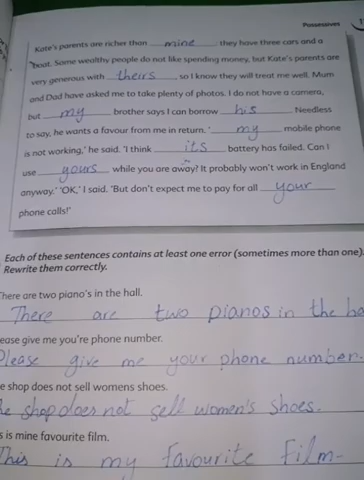 Possessives
Kate's parents are richer than mine they have three cars and a
boat. Some wealthy people do not like spending money, but Kate's parents are
very generous with theirs, so I know they will treat me well. Mum
and Dad have asked me to take plenty of photos. I do not have a camera,
but my brother says I can borrow his. Needless
to say, he wants a favour from me in return. 'my mobile phone
is not working,' he said. 'I think its battery has failed. Can I
use yours while you are away? It probably won't work in England
anyway.' 'OK,' I said. 'But don't expect me to pay for all your
phone calls!'
Each of these sentences contains at least one error (sometimes more than one).
Rewrite them correctly.
There are two piano's in the hall.
There are two pianos in the
ease give me you're phone number.
Please give me your phone number.
e shop does not sell womens shoes.
he shop does not sell women's shoes.
s is mine favourite film.
This is my favourite film.